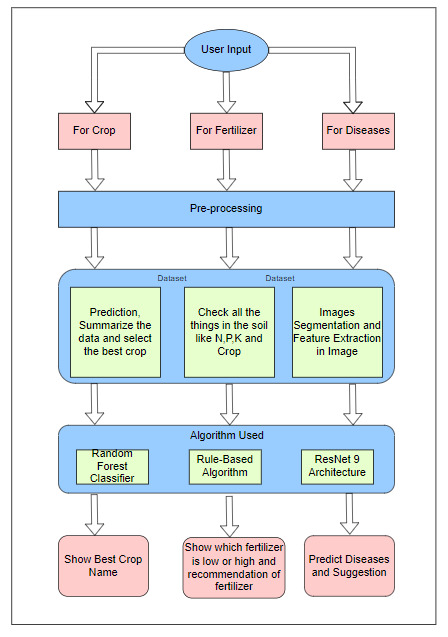 User Input
For Crop
For Fertilizer
For Diseases
Pre-processing
Dataset
Dataset
Prediction,
Summarize the
data and select
the best crop
Check all the
things in the soil
like N,P,K and
Crop
Images
Segmentation and
Feature Extraction
in Image
Algorithm Used
Random
Forest
Classifier
Rule-Based
Algorithm
ResNet 9
Architecture
Show Best Crop
Name
Show which fertilizer
is low or high and
recommendation of
fertilizer
Predict Diseases
and Suggestion